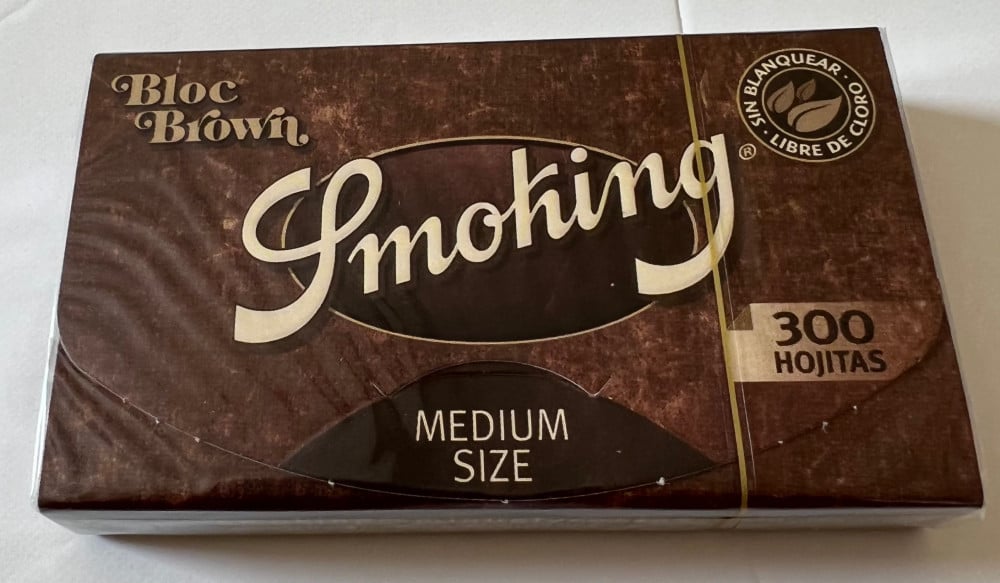 Bloc
Brown
Smoking
®
SIN BLANQUEAR · LIBRE DE CLORO ·
300
HOJITAS
MEDIUM
SIZE